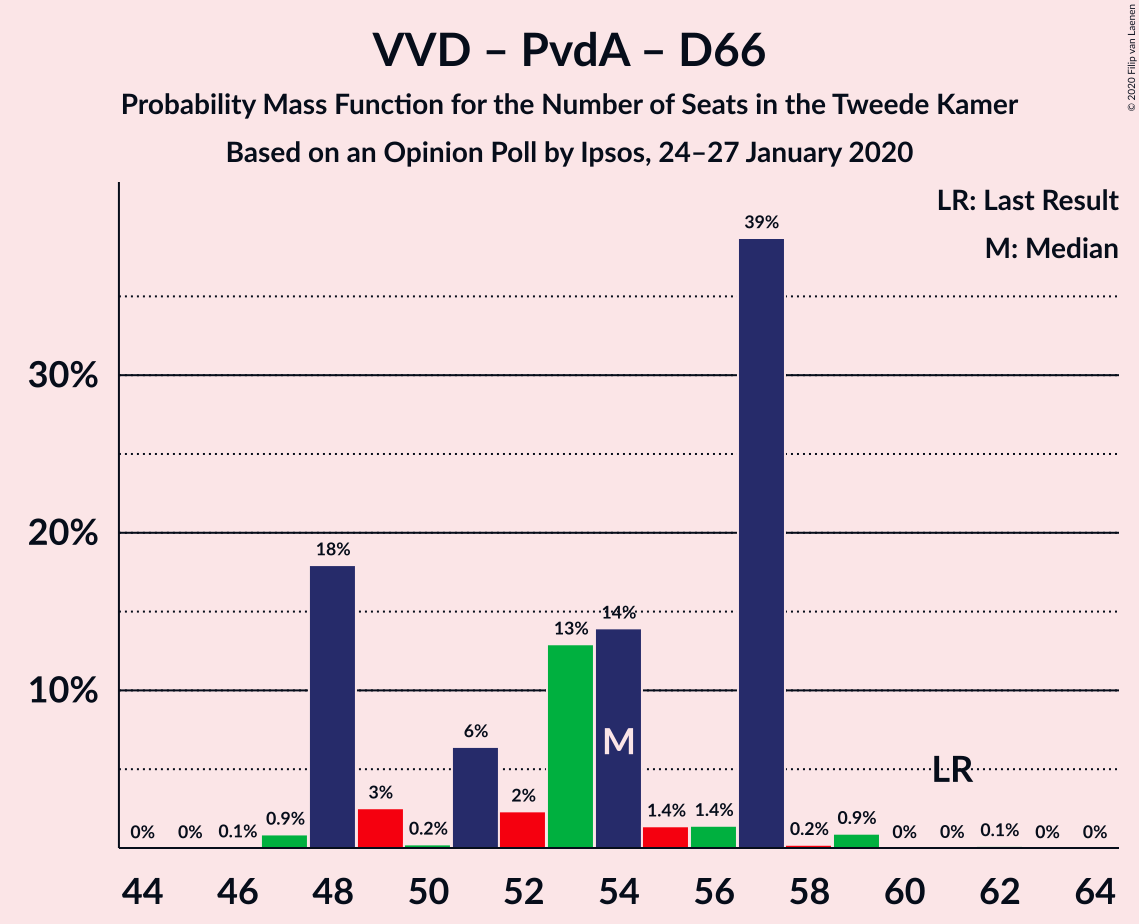 VVD – PvdA – D66
Probability Mass Function for the Number of Seats in the Tweede Kamer
Based on an Opinion Poll by Ipsos, 24–27 January 2020
© 2020 Filip van Laenen
LR: Last Result
M: Median
39%
30%
20%
18%
14%
13%
10%
6%
M
LR
3%
2%
1.4%
1.4%
0%
0%
0.1%
0.9%
0.2%
0.2%
0.9%
0%
0%
0.1%
0%
0%
44 46 48 50 52 54 56 58 60 62 64